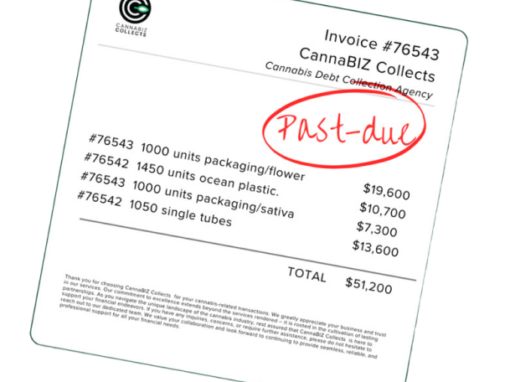 CANNABIZ
COLLECTS
Invoice #76543
CannaBIZ Collects
Cannabis Debt Collection Agency
Past-due
#76543 1000 units packaging/flower $19,600
#76542 1450 units ocean plastic. $10,700
#76543 1000 units packaging/sativa $7,300
#76542 1050 single tubes $13,600
TOTAL $51,200
Thank you for choosing CannaBIZ Collects for your cannabis-related transactions. We greatly appreciate your business and trust
in our services. Our commitment to excellence extends beyond the services rendered – it is rooted in the cultivation of lasting
partnerships. As you navigate the unique landscape of the cannabis industry, rest assured that CannaBIZ Collects is here to
support your financial endeavors. If you have any inquiries, concerns, or require further assistance, please do not hesitate to
reach out to our dedicated team. We value your collaboration and look forward to continuing to provide seamless, reliable, and
professional support for all your financial needs.